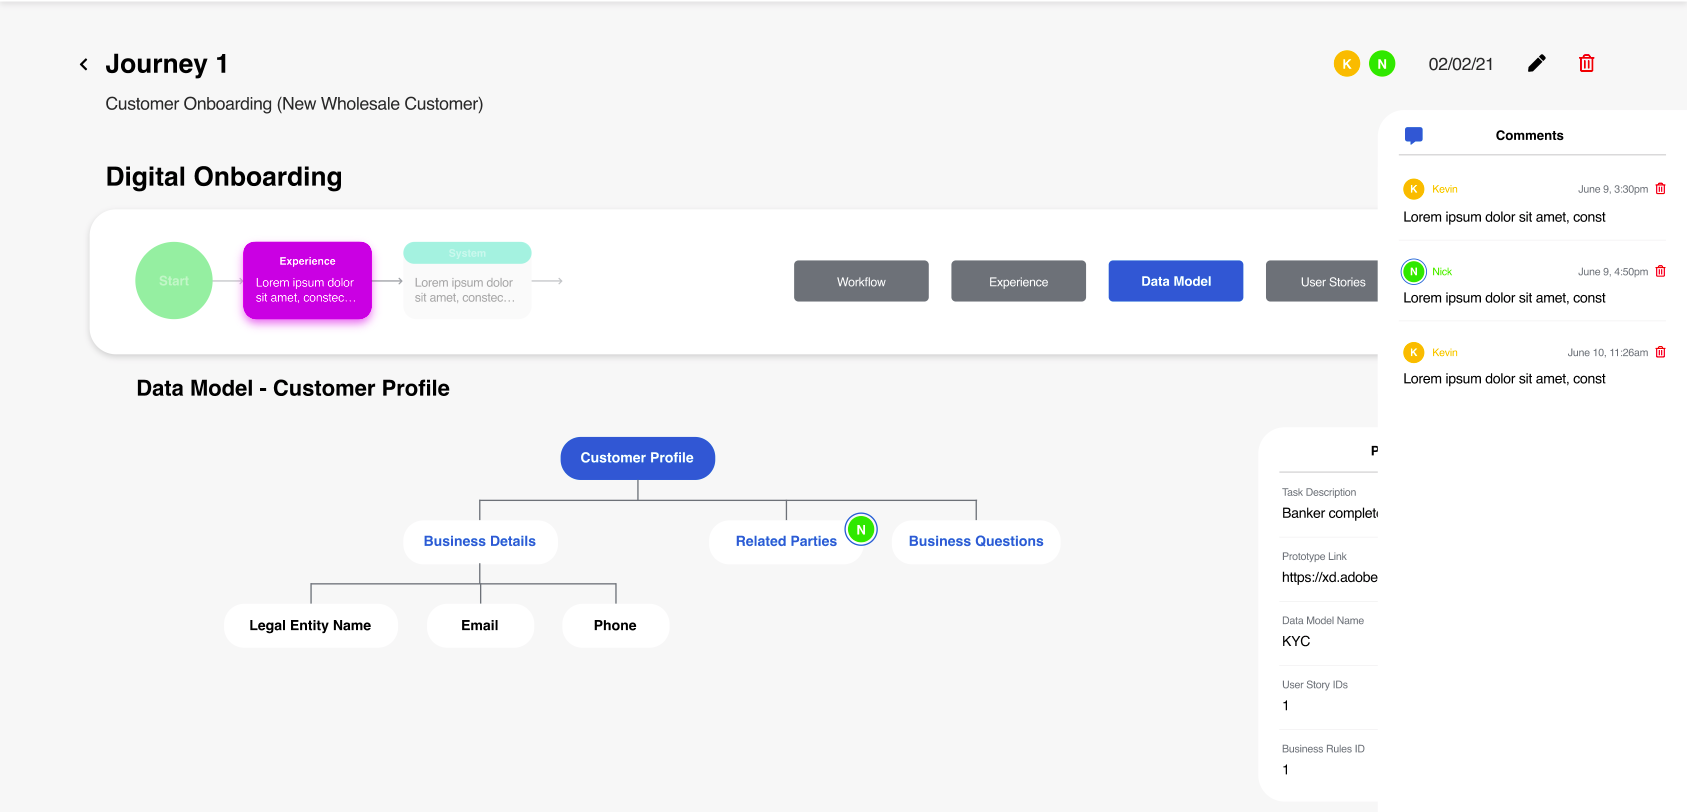 Journey 1
K N 02/02/21
Customer Onboarding (New Wholesale Customer)
Digital Onboarding
Start
Experience
Lorem ipsum dolor
sit amet, constec...
System
Lorem ipsum dolor
sit amet, constec...
Workflow
Experience
Data Model
User Stories
Data Model - Customer Profile
Customer Profile
Business Details
Related Parties
N
Business Questions
Legal Entity Name
Email
Phone
P
Task Description
Banker complet
Prototype Link
https://xd.adobe
Data Model Name
KYC
User Story IDs
1
Business Rules ID
1
Comments
K Kevin June 9, 3:30pm
Lorem ipsum dolor sit amet, const
N Nick June 9, 4:50pm
Lorem ipsum dolor sit amet, const
K Kevin June 10, 11:26am
Lorem ipsum dolor sit amet, const